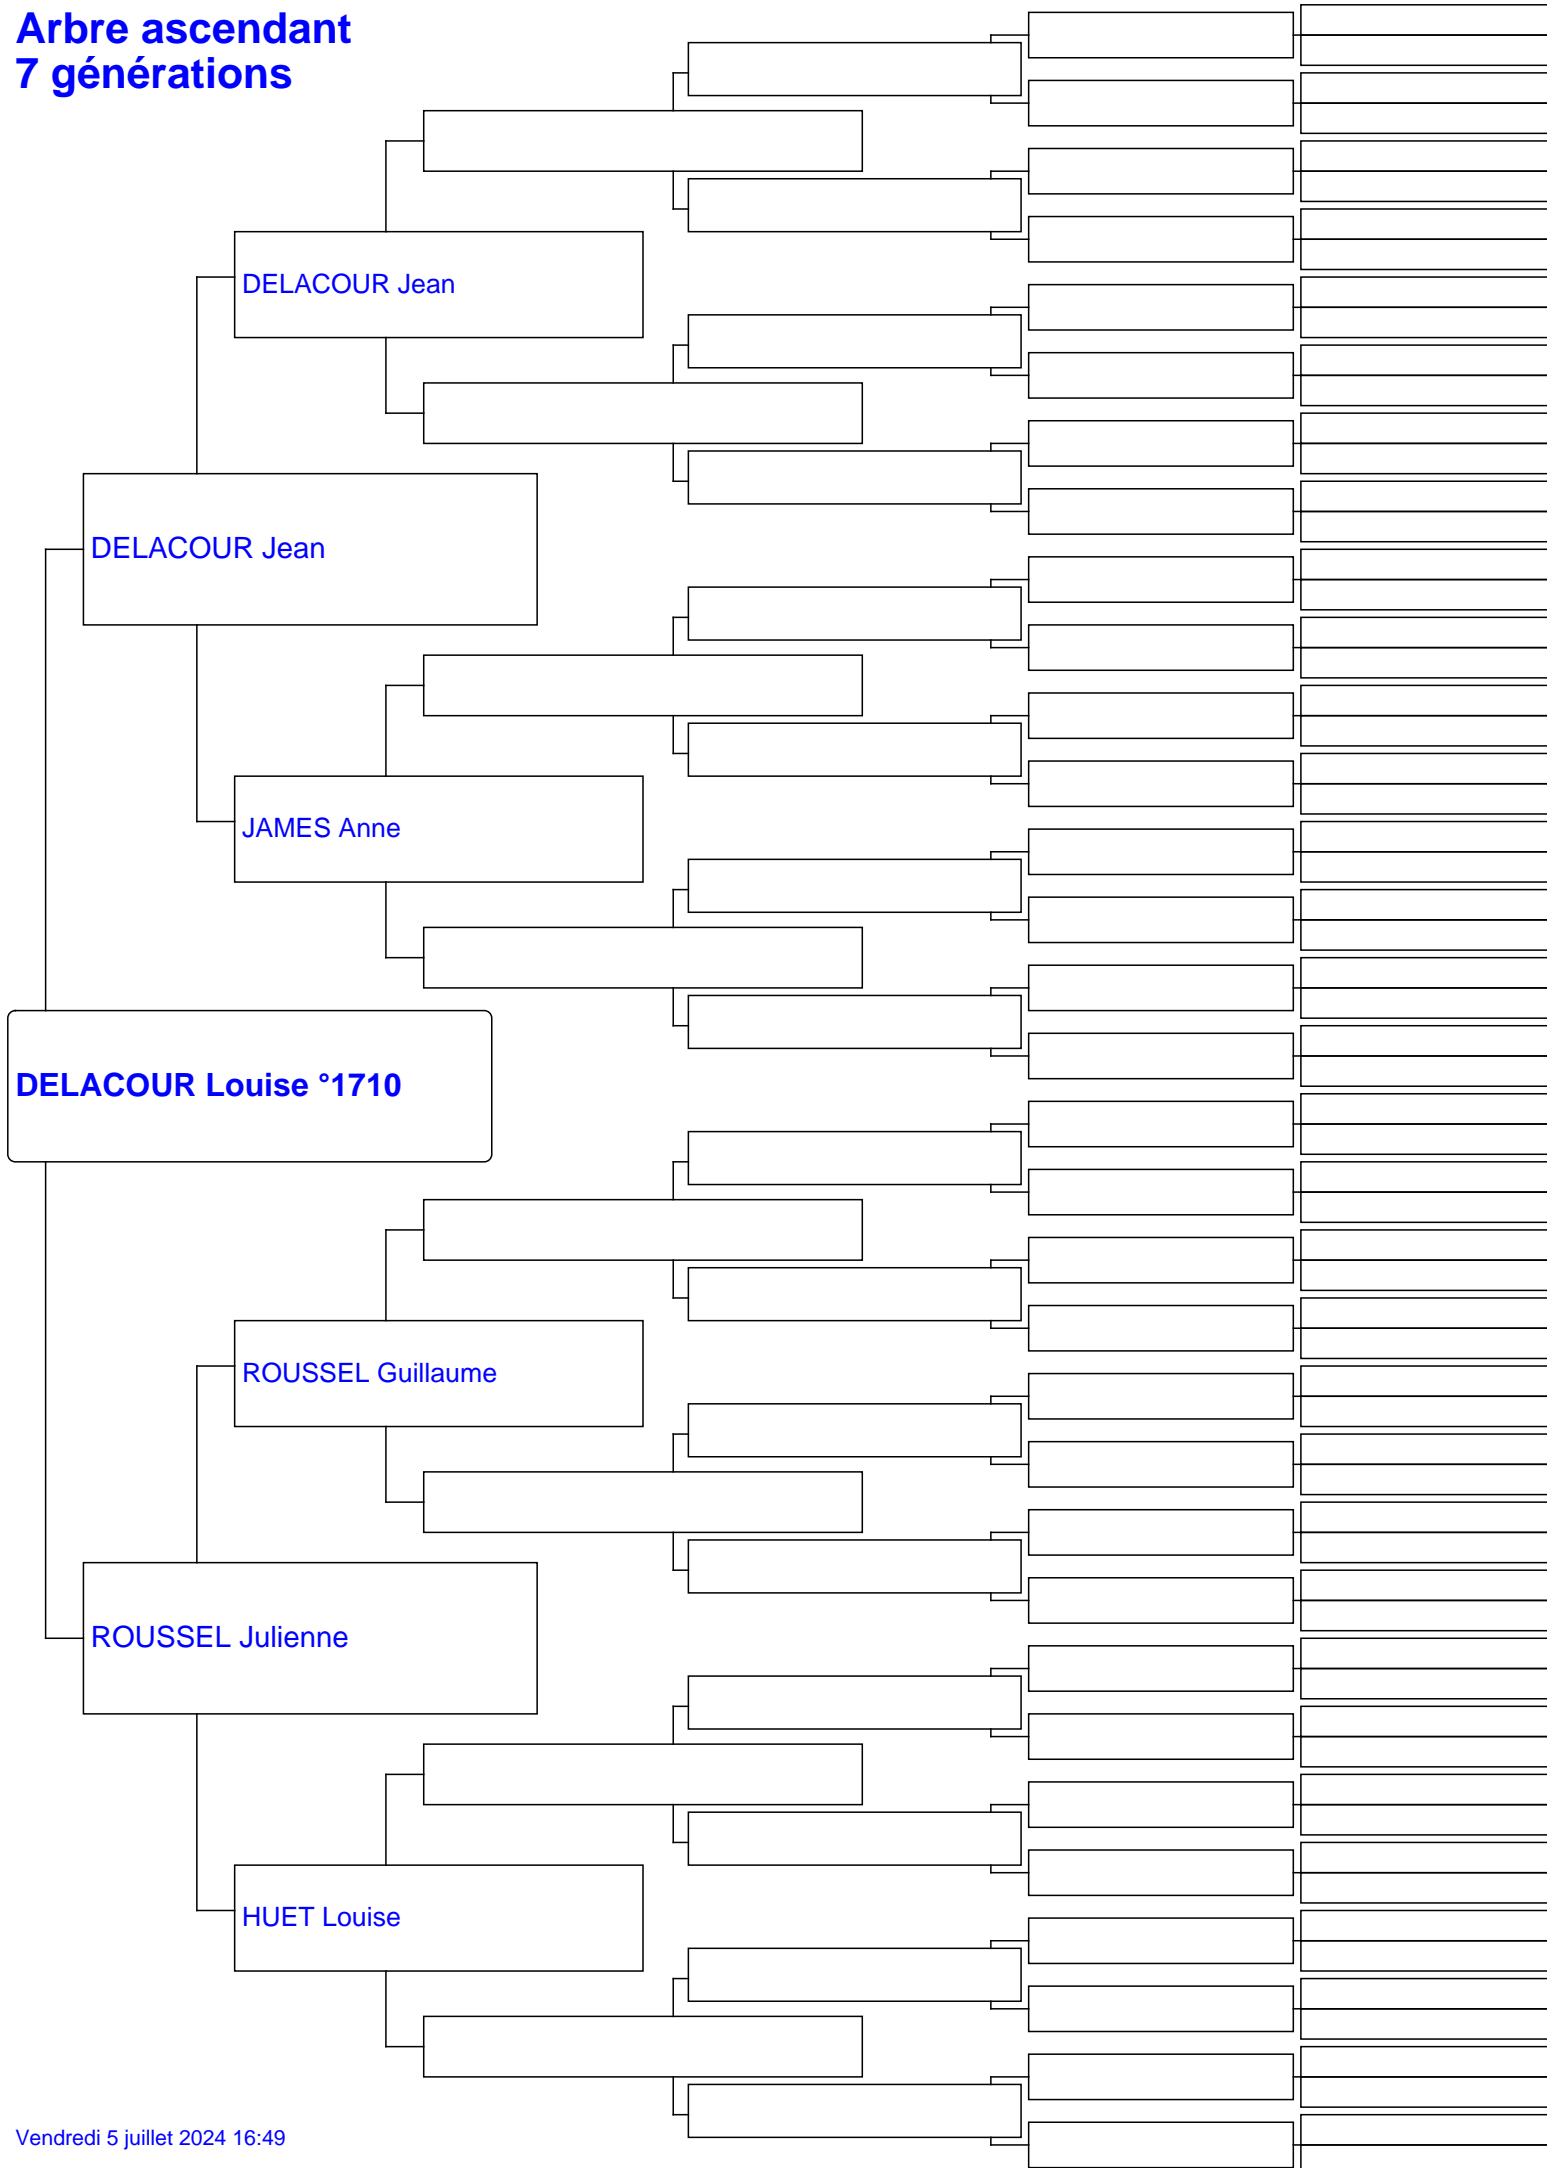 Arbre ascendant
7 générations
DELACOUR Jean
DELACOUR Jean
JAMES Anne
DELACOUR Louise °1710
ROUSSEL Guillaume
ROUSSEL Julienne
HUET Louise
Vendredi 5 juillet 2024 16:49